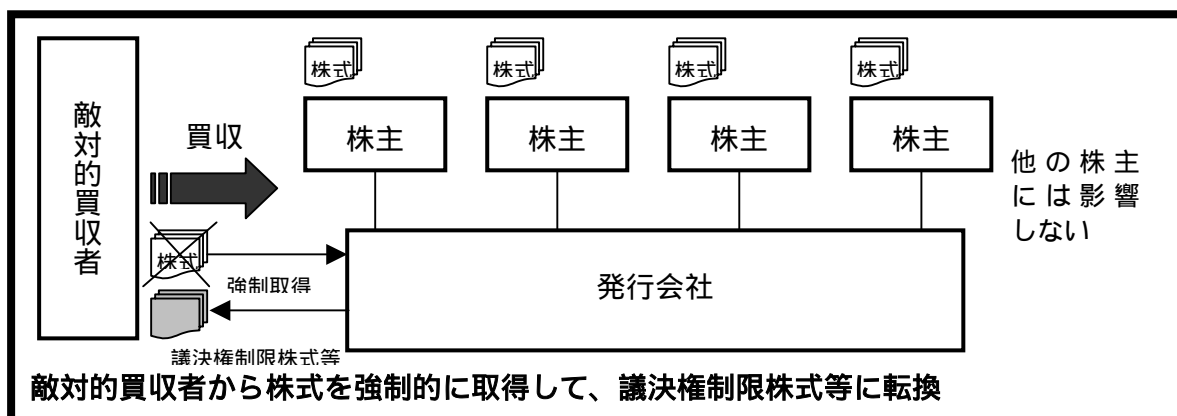 株式 株式 株式 株式
敵対的買収者
買収
株主 株主 株主 株主
他の株主
には影響
しない
株式
強制取得
発行会社
議決権制限株式等
敵対的買収者から株式を強制的に取得して、議決権制限株式等に転換